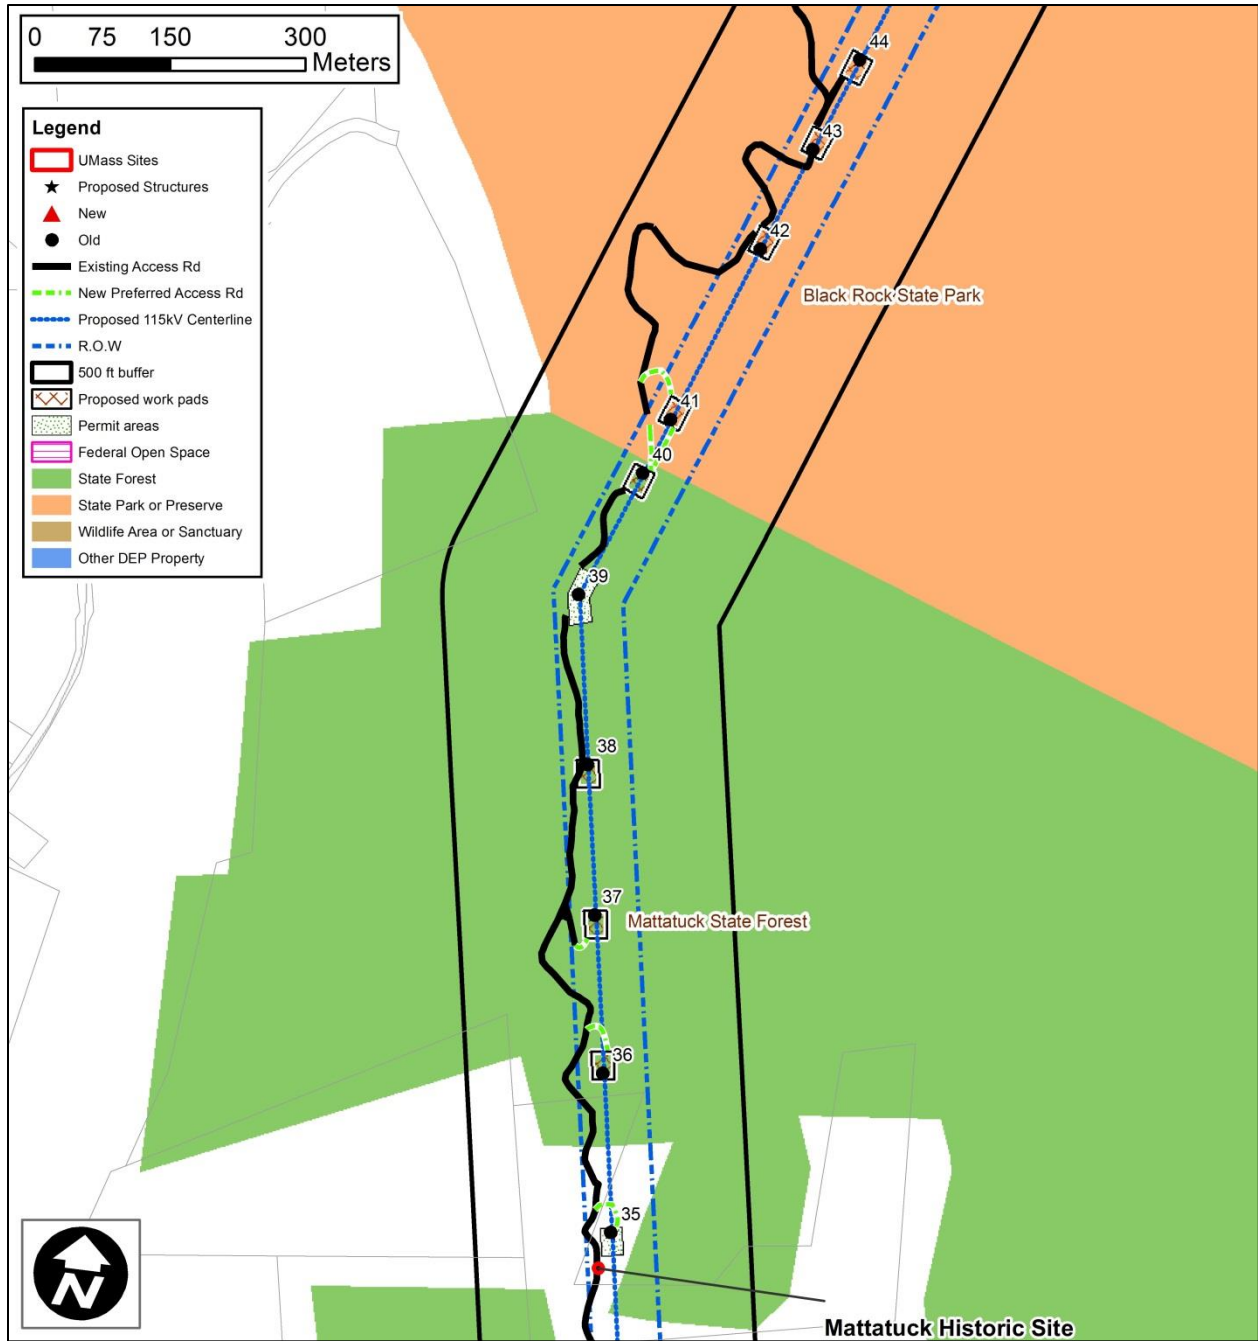 0 75 150 300
Meters
Legend
UMass Sites
Proposed Structures
New
Old
Existing Access Rd
New Preferred Access Rd
Proposed 115kV Centerline
R.O.W
500 ft buffer
Proposed work pads
Permit areas
Federal Open Space
State Forest
State Park or Preserve
Wildlife Area or Sanctuary
Other DEP Property
44
43
42
Black Rock State Park
41
40
39
38
37
Mattatuck State Forest
36
35
N
Mattatuck Historic Site